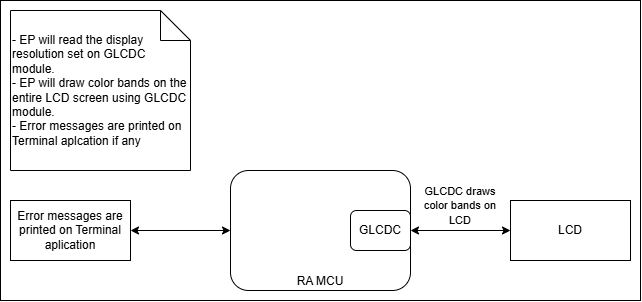 - EP will read the display
resolution set on GLCDC
module.
- EP will draw color bands on the
entire LCD screen using GLCDC
module.
- Error messages are printed on
Terminal aplcation if any
Error messages are
printed on Terminal
aplication
GLCDC
RA MCU
GLCDC draws
color bands on
LCD
LCD